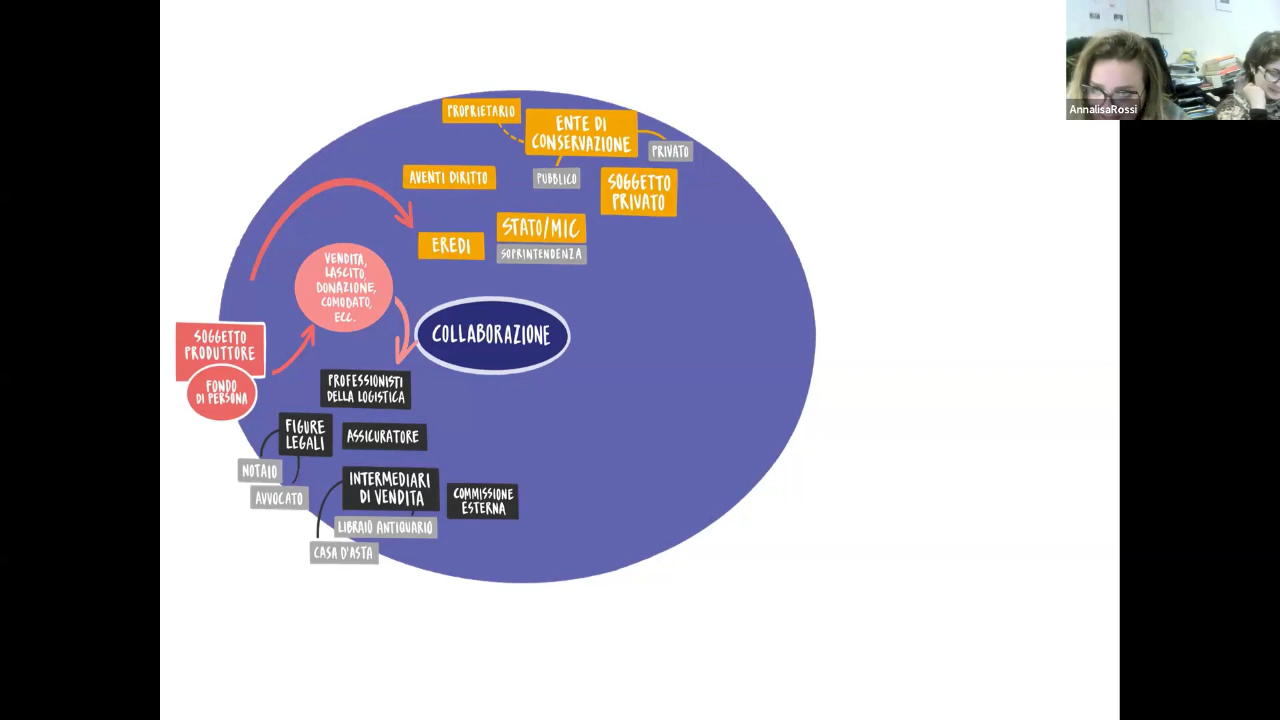 AnnalisaRossi
PROPRIETARIO
ENTE DI
CONSERVAZIONE
PRIVATO
AVENTI DIRITTO
PUBBLICO
SOGGETTO
PRIVATO
STATO/MIC
EREDI
SOPRINTENDENZA
VENDITA,
LASCITO,
DONAZIONE,
COMODATO,
ECC.
COLLABORAZIONE
SOGGETTO
PRODUTTORE
FONDO
DI PERSONA
PROFESSIONISTI
DELLA LOGISTICA
FIGURE
LEGALI
ASSICURATORE
NOTAIO
AVVOCATO
INTERMEDIARI
DI VENDITA
COMMISSIONE
ESTERNA
LIBRAIO ANTIQUARIO
CASA D'ASTA